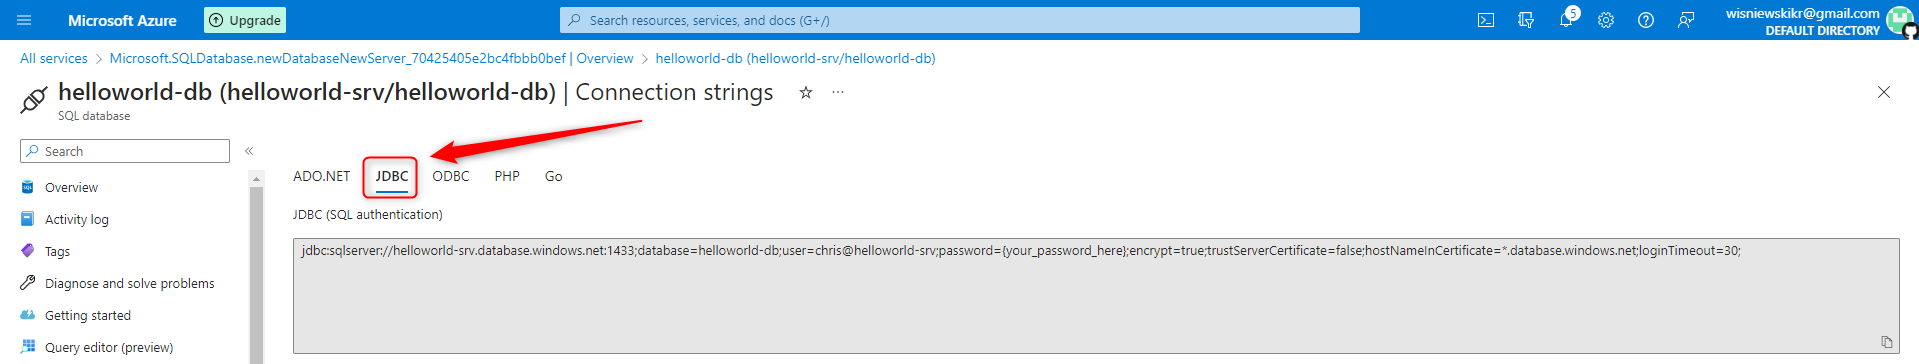 Microsoft Azure
Upgrade
Search resources, services, and docs (G+/)
5
wisniewskikr@gmail.com
DEFAULT DIRECTORY
All services > Microsoft.SQLDatabase.newDatabaseNewServer_70425405e2bc4fbbb0bef | Overview > helloworld-db (helloworld-srv/helloworld-db)
helloworld-db (helloworld-srv/helloworld-db) | Connection strings
SQL database
Search
Overview
Activity log
Tags
Diagnose and solve problems
Getting started
Query editor (preview)
ADO.NET JDBC ODBC PHP Go
JDBC (SQL authentication)
jdbc:sqlserver://helloworld-srv.database.windows.net:1433;database=helloworld-db;user=chris@helloworld-srv;password={your_password_here};encrypt=true;trustServerCertificate=false;hostNameInCertificate=*.database.windows.net;loginTimeout=30;